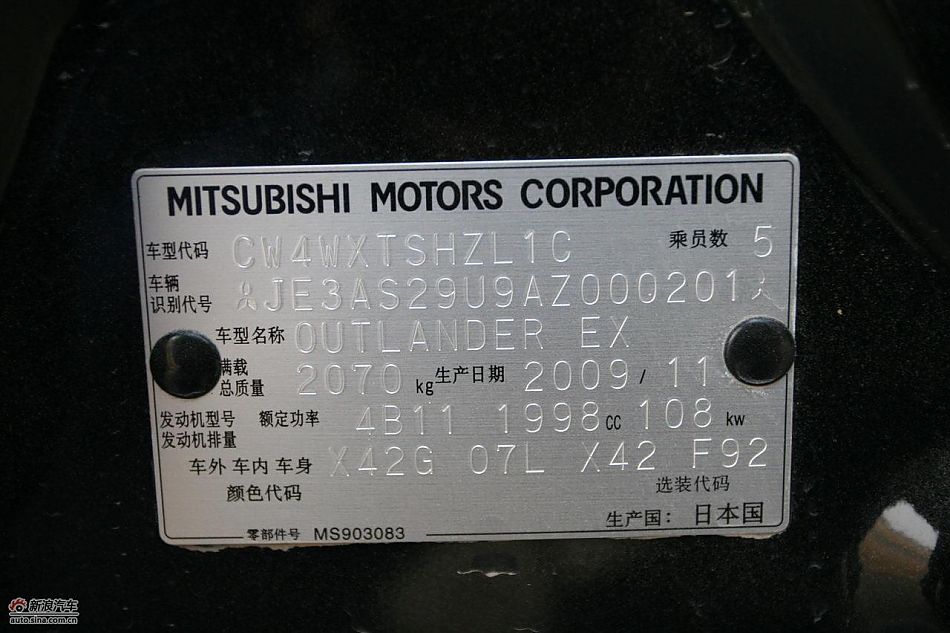 MITSUBISHI MOTORS CORPORATION
车型代码 CW4WXTSHZL1C 乘员数 5
车辆
识别代号 JE3AS29U9AZ000201
车型名称 OUTLANDER EX
满载
总质量 2070 kg 生产日期 2009 / 11
发动机型号 额定功率 4B11 1998 cc 108 kw
发动机排量
车外 车内 车身 X42G 07L X42 F92
颜色代码 选装代码
生产国: 日本国
零部件号 MS903083
新浪汽车
auto.sina.com.cn